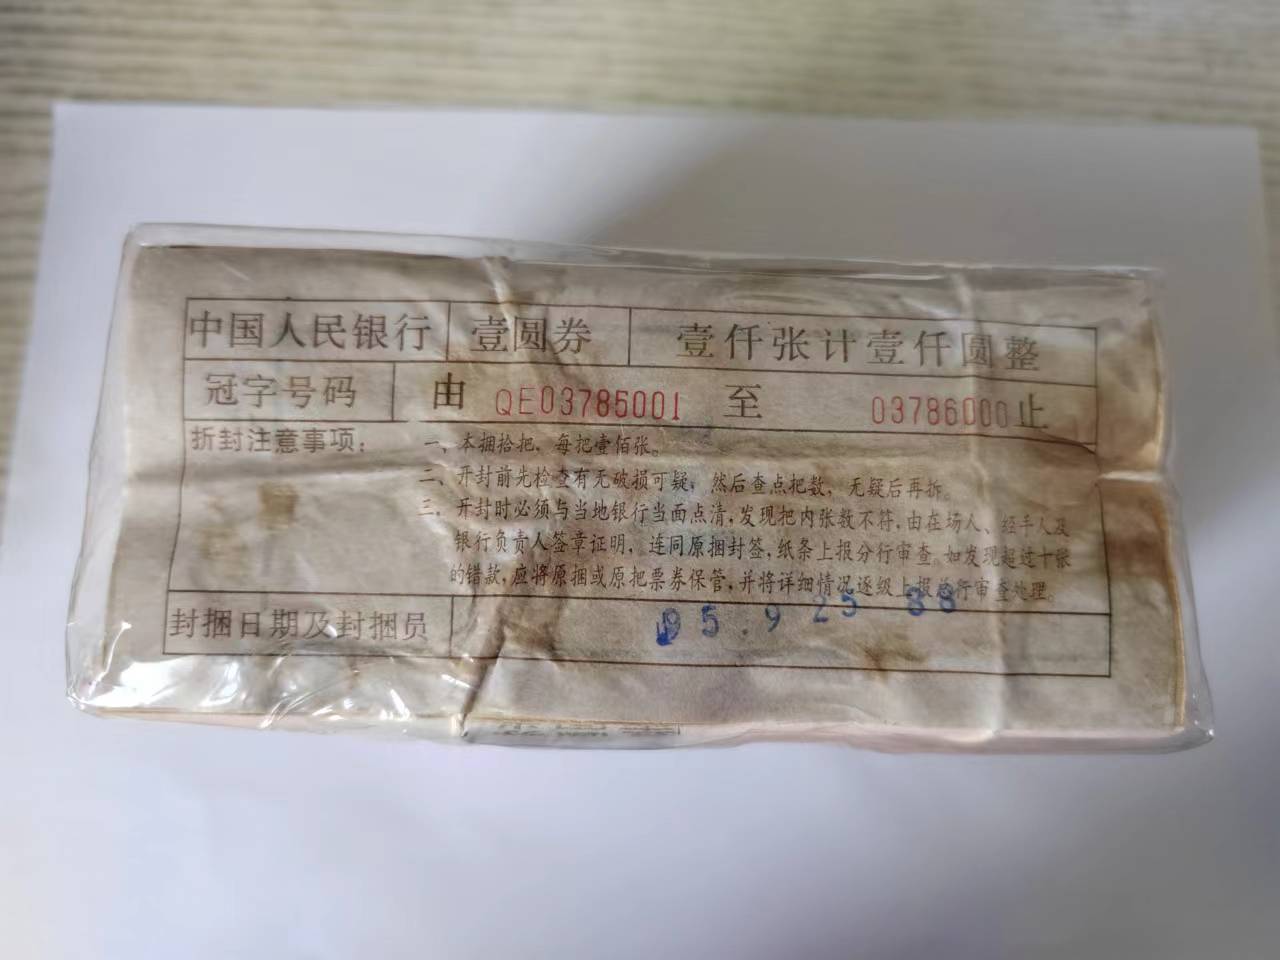 中国人民银行 壹圆券 壹仟张计壹仟圆整
冠字号码 由 QE03785001 至 03786000止
折封注意事项：
一、本捆拾把，每把壹佰张。
二、开封前先检查有无破损可疑，然后查点把数，无疑后再拆。
三、开封时必须与当地银行当面点清，发现把内张数不符，由在场人、经手人及
银行负责人签章证明，连同原捆封签，纸条上报分行审查。如发现超过十张
的错款，应将原捆或原把票券保管，并将详细情况逐级上报总行审查处理。
封捆日期及封捆员 95.9 25 88